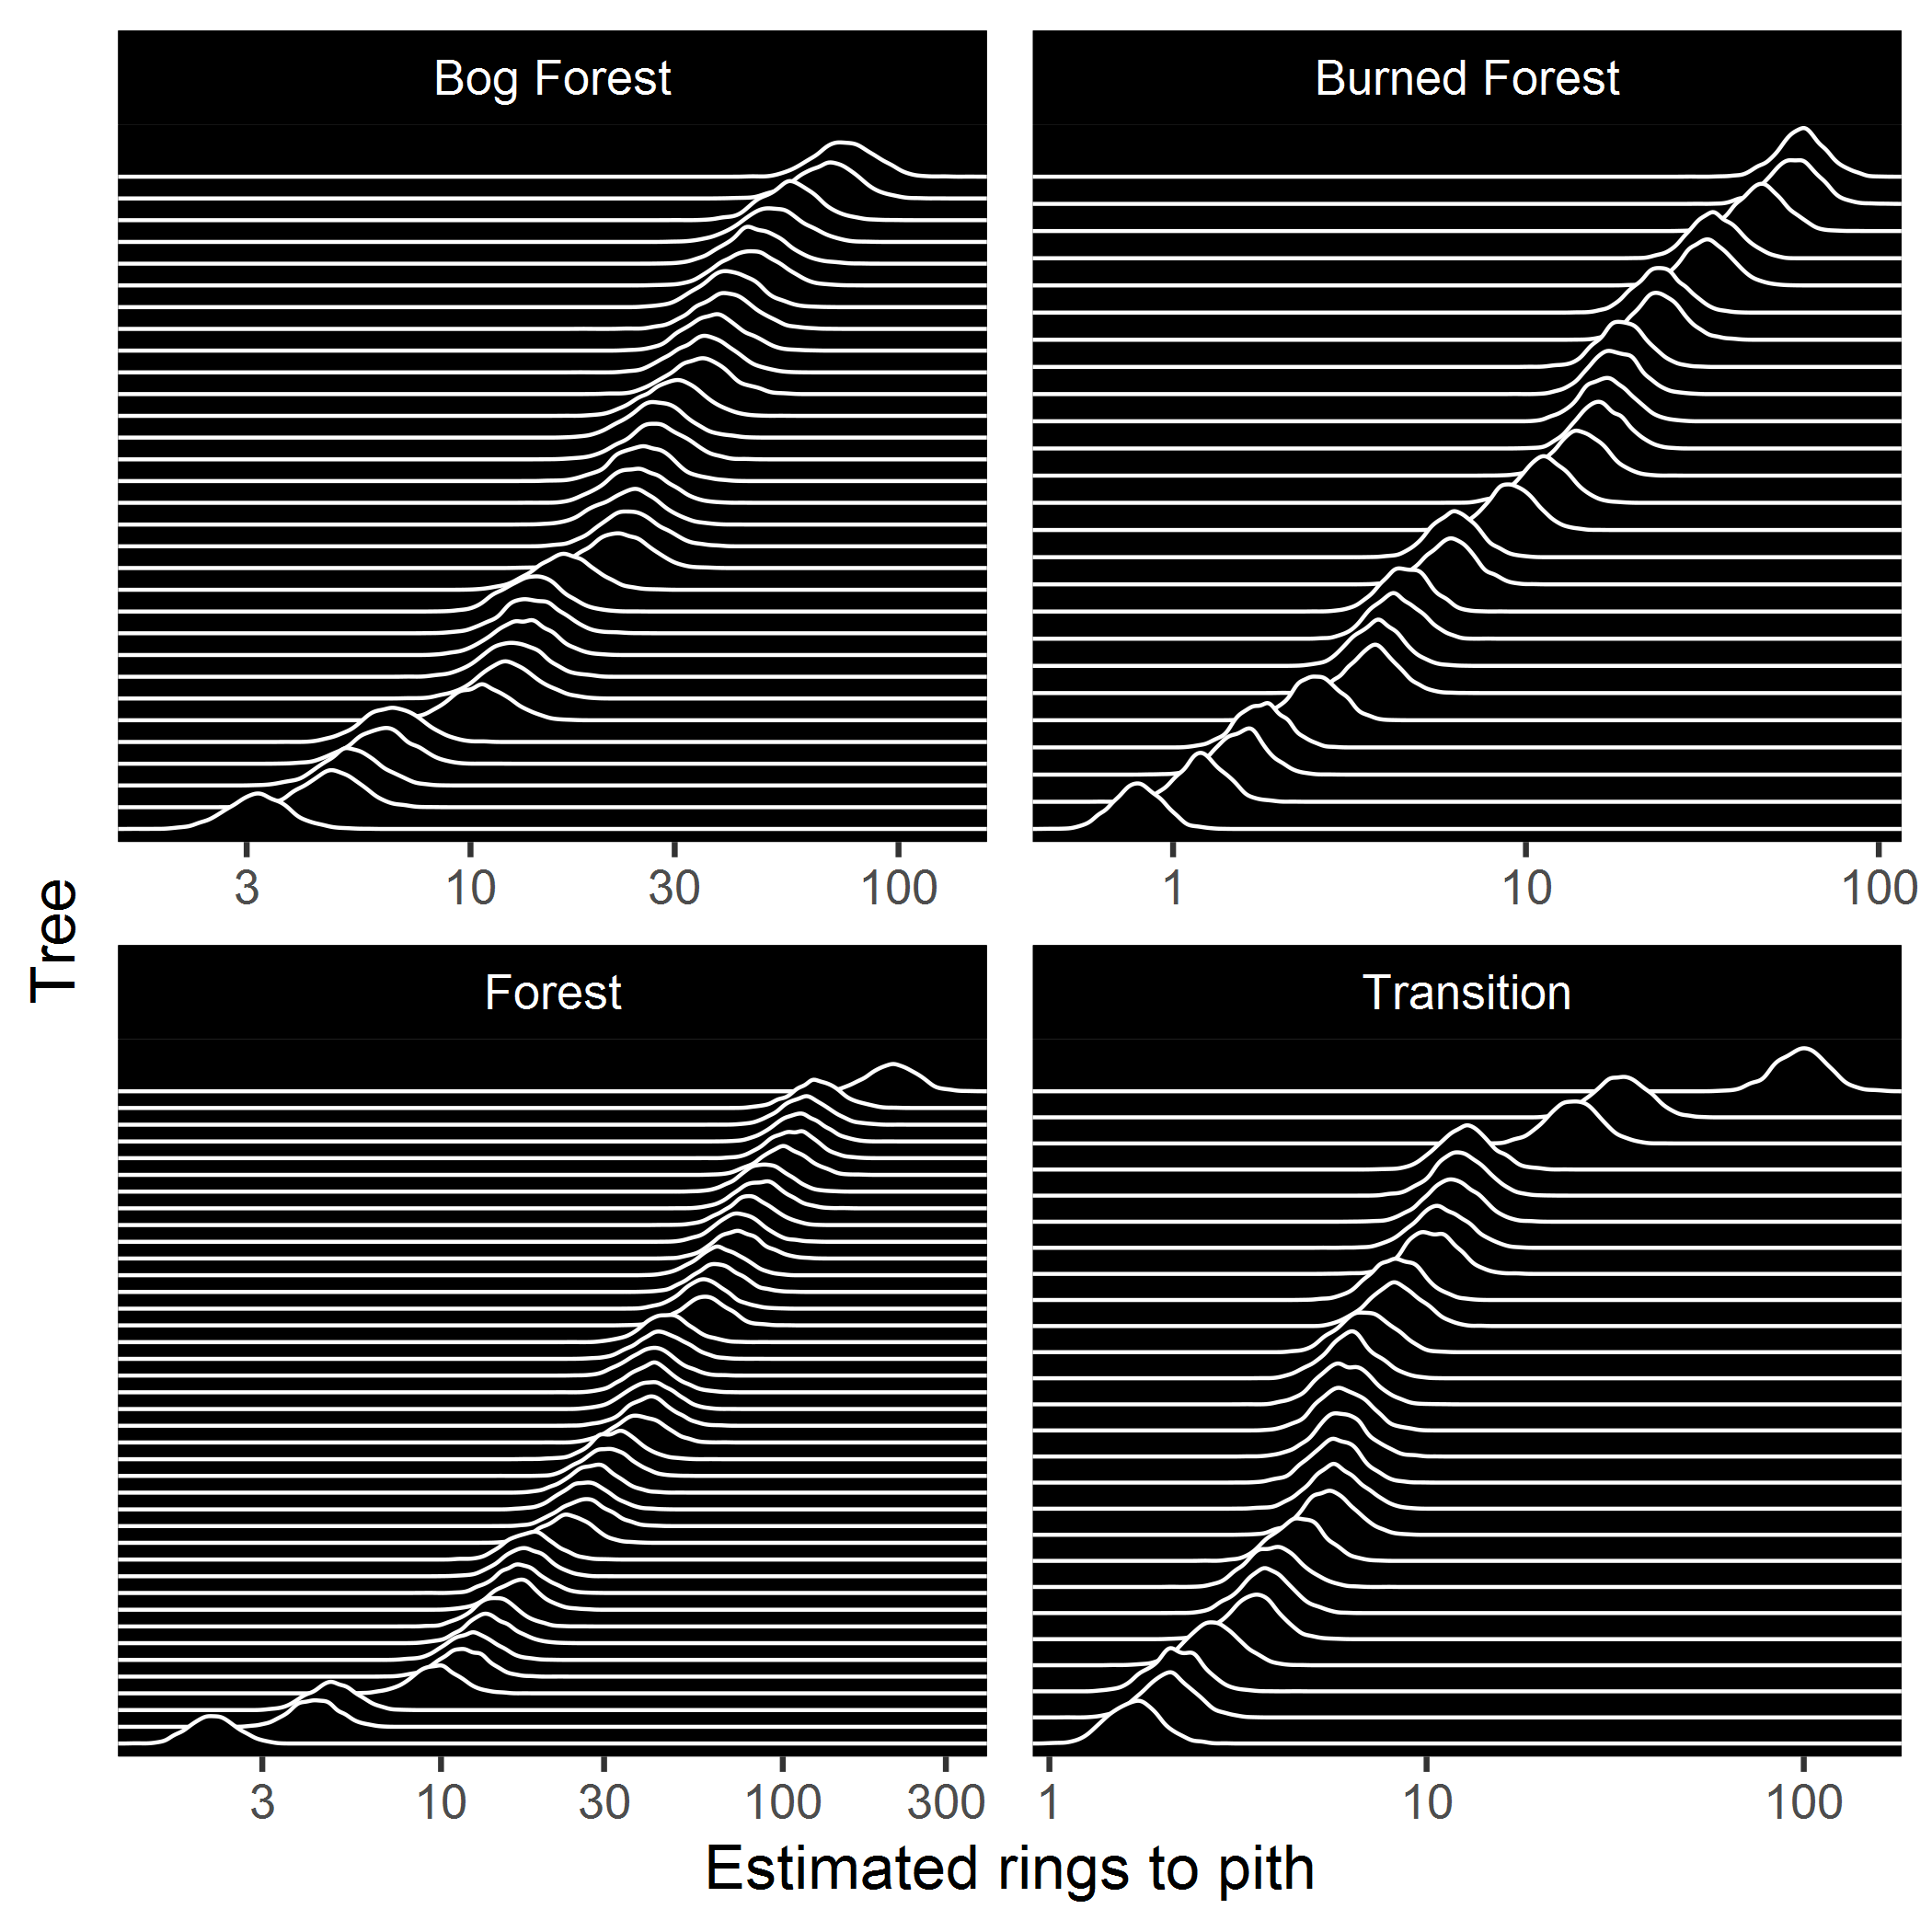 Bog Forest
Burned Forest
3 10 30 100
1 10 100
Tree
Forest
Transition
3 10 30 100 300
1 10 100
Estimated rings to pith